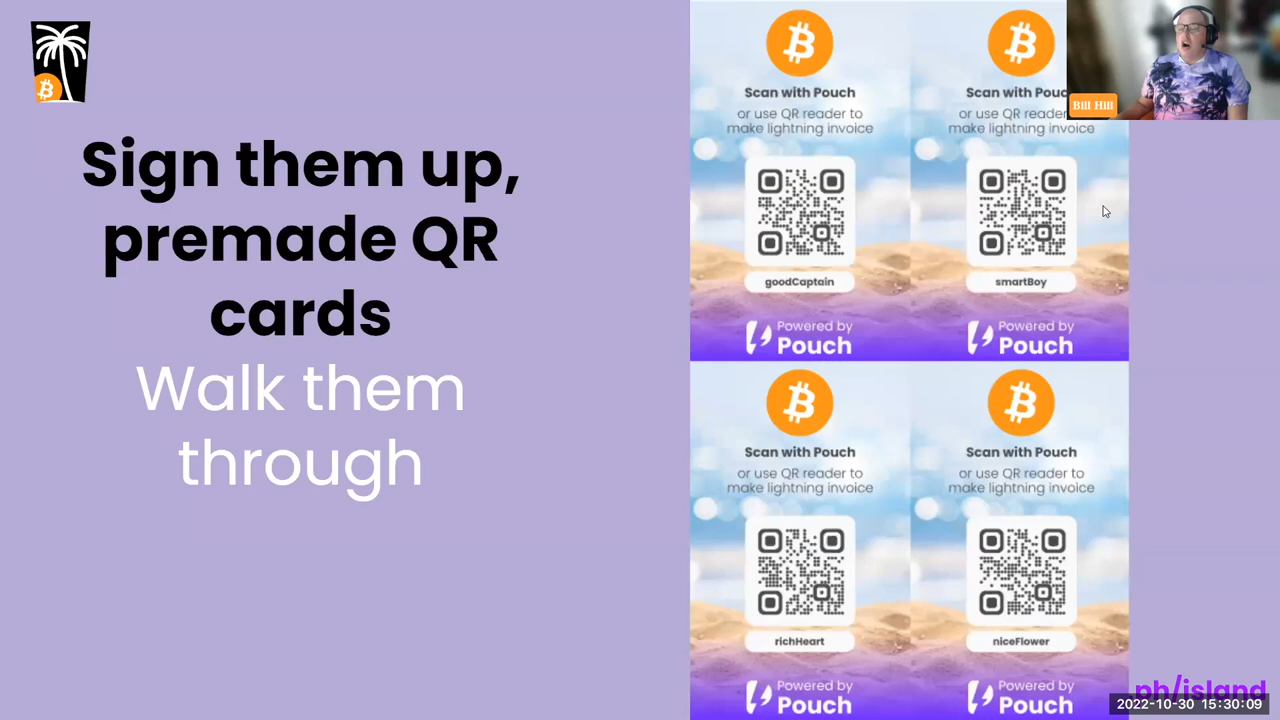 Sign them up,
premade QR
cards
Walk them
through
Scan with Pouch
or use QR reader to
make lightning invoice
goodCaptain
Powered by
Pouch
Scan with Pouc
or use QR reader to
make lightning invoice
smartBoy
Powered by
Pouch
Bill Hill
Scan with Pouch
or use QR reader to
make lightning invoice
richHeart
Powered by
Pouch
Scan with Pouch
or use QR reader to
make lightning invoice
niceFlower
Powered by
Pouch
ph/island
2022-10-30 15:30:09